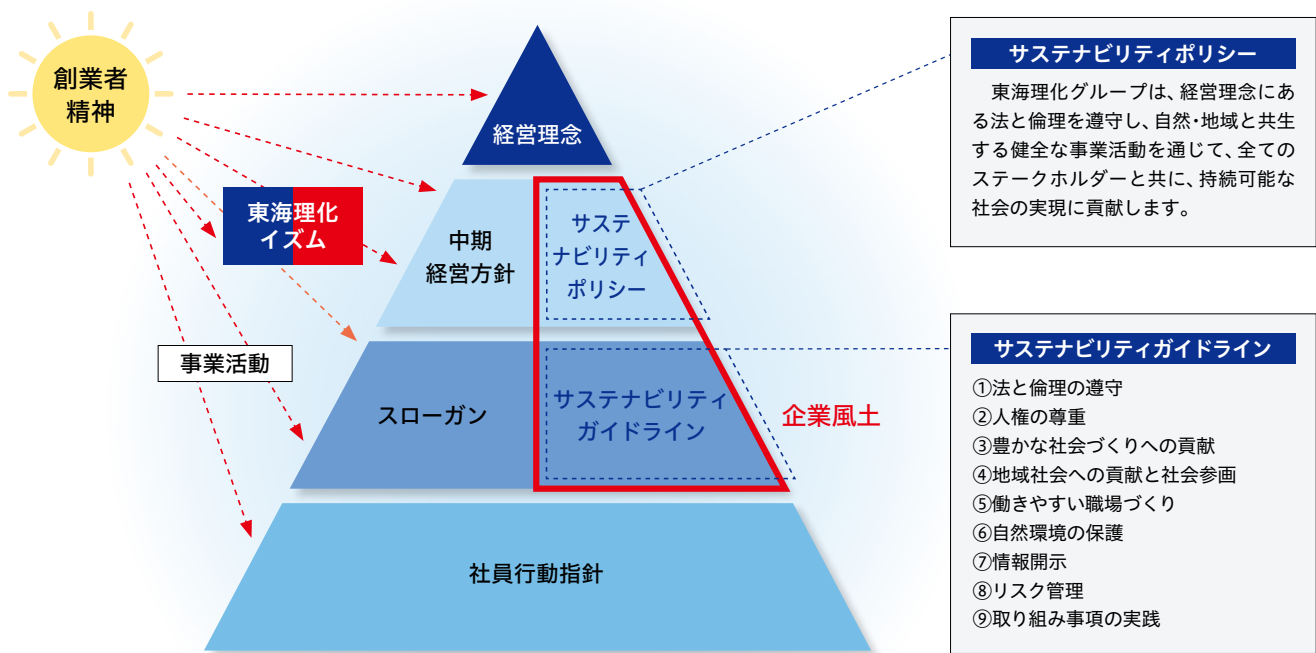 創業者
精神
経営理念
東海理化
イズム
中期
経営方針
サステ
ナビリティ
ポリシー
事業活動
スローガン
サステナビリティ
ガイドライン
企業風土
社員行動指針
サステナビリティポリシー
東海理化グループは、経営理念にあ
る法と倫理を遵守し、自然・地域と共生
する健全な事業活動を通じて、全ての
ステークホルダーと共に、持続可能な
社会の実現に貢献します。
サステナビリティガイドライン
①法と倫理の遵守
②人権の尊重
③豊かな社会づくりへの貢献
④地域社会への貢献と社会参画
⑤働きやすい職場づくり
⑥自然環境の保護
⑦情報開示
⑧リスク管理
⑨取り組み事項の実践